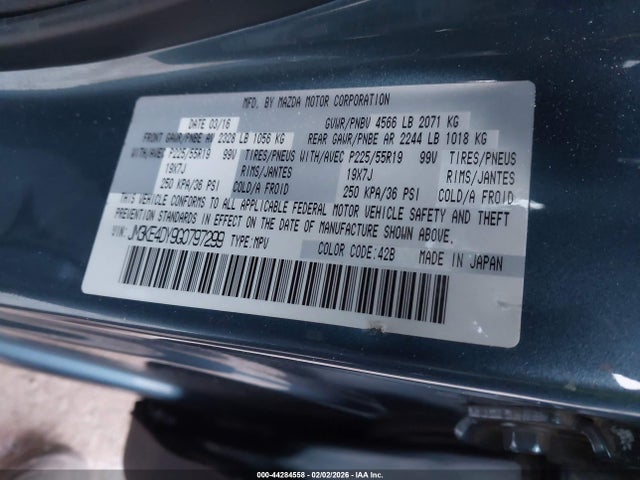 MFD. BY MAZDA MOTOR CORPORATION
DATE 03/16 GVWR/PNBV 4566 LB 2071 KG
FRONT GAWR/PNBE AV 2328 LB 1056 KG REAR GAWR/PNBE AR 2244 LB 1018 KG
WITH/AVEC P225/55R19 99V TIRES/PNEUS WITH/AVEC P225/55R19 99V TIRES/PNEUS
19X7J RIMS/JANTES 19X7J RIMS/JANTES
250 KPA/36 PSI COLD/A FROID 250 KPA/36 PSI COLD/A FROID
THIS VEHICLE CONFORMS TO ALL APPLICABLE FEDERAL MOTOR VEHICLE SAFETY AND THEFT
PREVENTION STANDARDS IN EFFECT ON THE DATE OF MANUFACTURE SHOWN ABOVE.
VIN: JM3KE4DY9G0797299 TYPE: MPV COLOR CODE: 42B MADE IN JAPAN
000-44284558 - 02/02/2026 - IAA Inc.